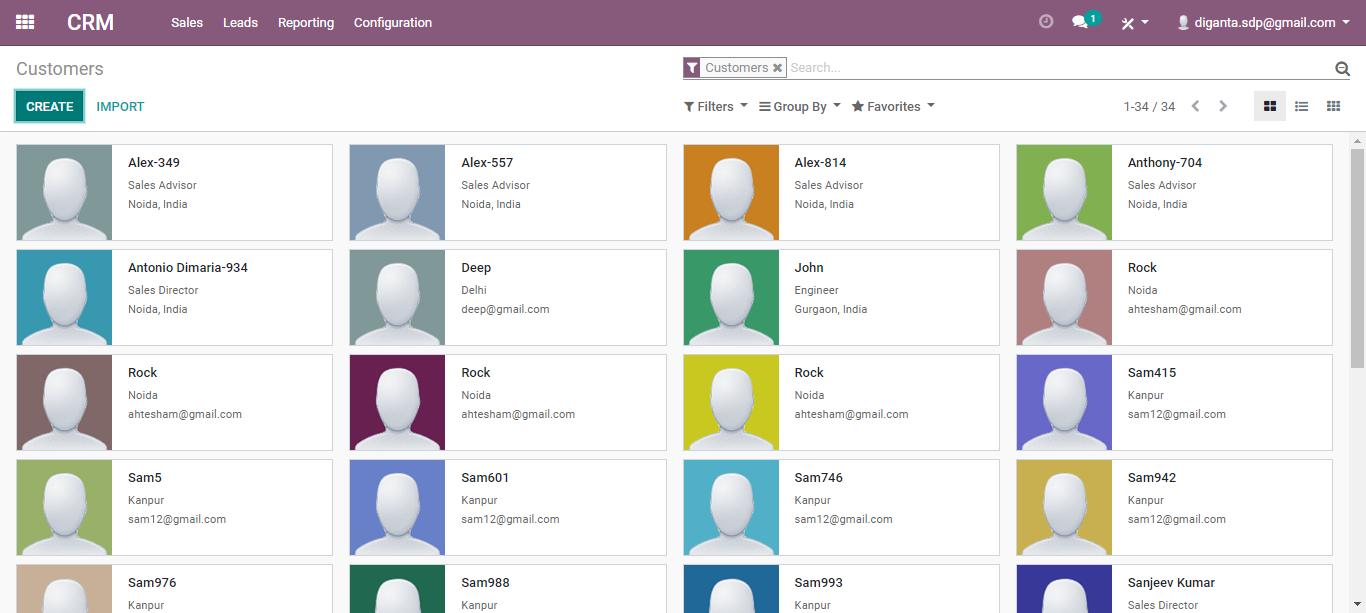 CRM Sales Leads Reporting Configuration 1 diganta.sdp@gmail.com
Customers Customers Search...
CREATE IMPORT Filters Group By Favorites 1-34 / 34
Alex-349
Sales Advisor
Noida, India
Alex-557
Sales Advisor
Noida, India
Alex-814
Sales Advisor
Noida, India
Anthony-704
Sales Advisor
Noida, India
Antonio Dimaria-934
Sales Director
Noida, India
Deep
Delhi
deep@gmail.com
John
Engineer
Gurgaon, India
Rock
Noida
ahtesham@gmail.com
Rock
Noida
ahtesham@gmail.com
Rock
Noida
ahtesham@gmail.com
Rock
Noida
ahtesham@gmail.com
Sam415
Kanpur
sam12@gmail.com
Sam5
Kanpur
sam12@gmail.com
Sam601
Kanpur
sam12@gmail.com
Sam746
Kanpur
sam12@gmail.com
Sam942
Kanpur
sam12@gmail.com
Sam976
Kanpur
Sam988
Kanpur
Sam993
Kanpur
Sanjeev Kumar
Sales Director